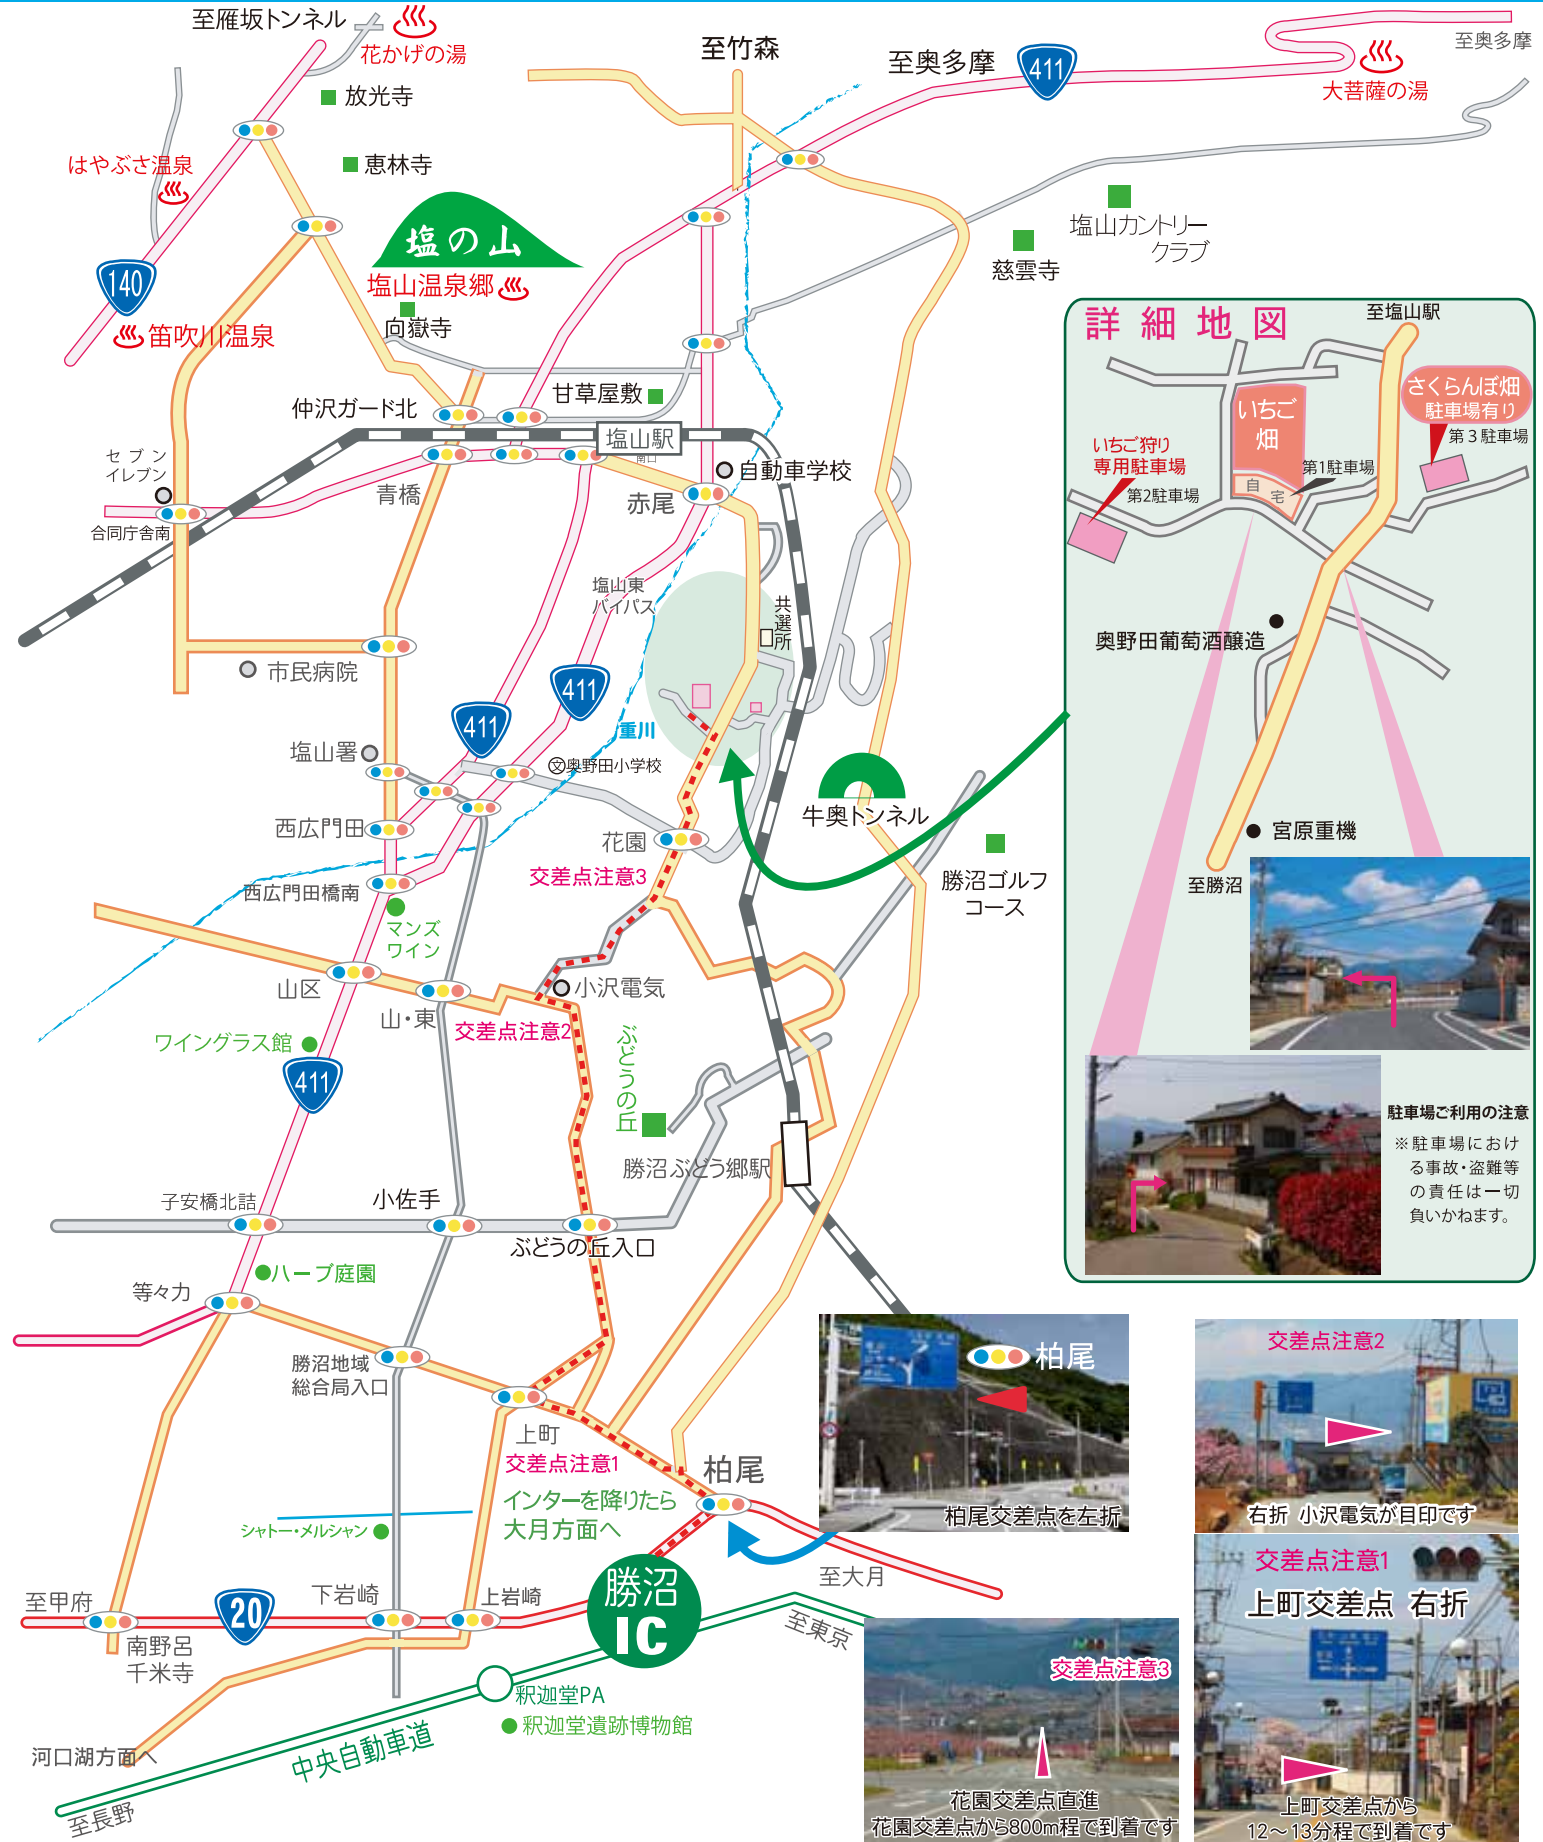 至雁坂トンネル
花かげの湯
放光寺
恵林寺
はやぶさ温泉
塩の山
塩山温泉郷
向嶽寺
140
笛吹川温泉
至竹森
至奥多摩
411
至奥多摩
大菩薩の湯
塩山カントリー
クラブ
慈雲寺
仲沢ガード北
甘草屋敷
塩山駅
南口
自動車学校
セブン
イレブン
合同庁舎南
青橋
赤尾
塩山東
バイパス
共選所
市民病院
411
411
重川
塩山署
文奥野田小学校
西広門田
花園
牛奥トンネル
交差点注意3
西広門田橋南
マンズ
ワイン
勝沼ゴルフ
コース
山区
山・東
小沢電気
交差点注意2
ワイングラス館
411
ぶどうの丘
勝沼ぶどう郷駅
子安橋北詰
小佐手
ぶどうの丘入口
ハーブ庭園
等々力
勝沼地域
総合局入口
上町
交差点注意1
柏尾
インターを降りたら
大月方面へ
シャトー・メルシャン
勝沼
IC
至大月
至東京
至甲府
20
下岩崎
上岩崎
南野呂
千米寺
釈迦堂PA
釈迦堂遺跡博物館
河口湖方面へ
中央自動車道
至長野
詳細地図
至塩山駅
さくらんぼ畑
駐車場有り
第3駐車場
いちご
畑
いちご狩り
専用駐車場
第2駐車場
第1駐車場
自宅
奥野田葡萄酒醸造
宮原重機
至勝沼
駐車場ご利用の注意
※駐車場におけ
る事故・盗難等
の責任は一切
負いかねます。
柏尾
柏尾交差点を左折
交差点注意2
右折 小沢電気が目印です
交差点注意3
花園交差点直進
花園交差点から800m程で到着です
交差点注意1
上町交差点 右折
上町交差点から
12～13分程で到着です